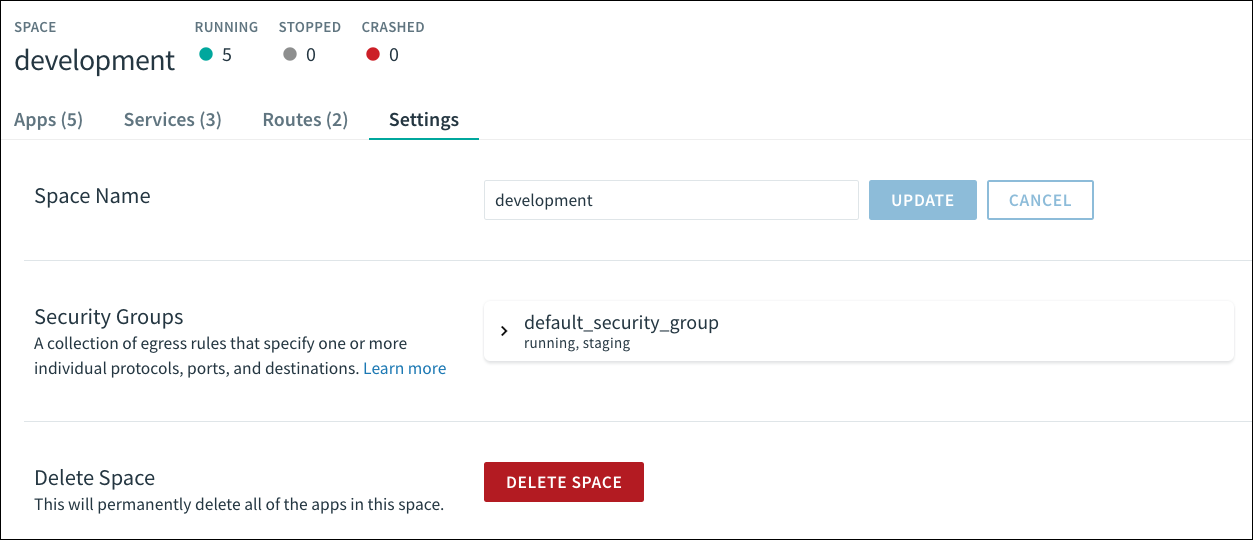 SPACE
development
RUNNING
5
STOPPED
0
CRASHED
0
Apps (5)
Services (3)
Routes (2)
Settings
Space Name
development
UPDATE
CANCEL
Security Groups
A collection of egress rules that specify one or more
individual protocols, ports, and destinations. Learn more
default_security_group
running, staging
Delete Space
This will permanently delete all of the apps in this space.
DELETE SPACE